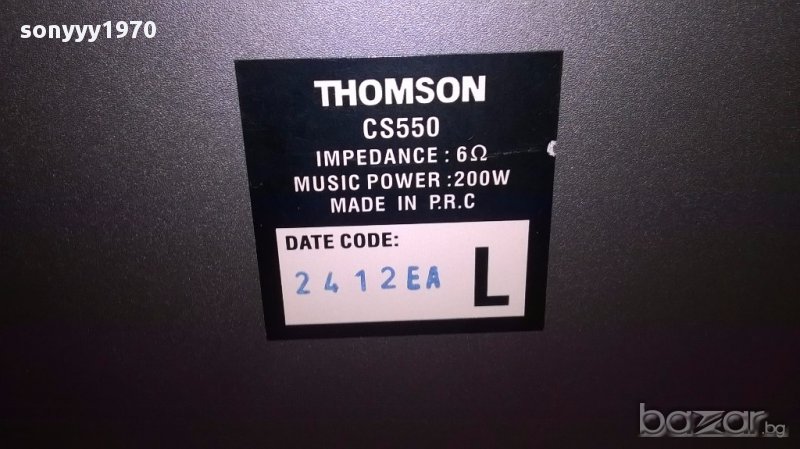 sonyyy1970
THOMSON
CS550
IMPEDANCE : 6Ω
MUSIC POWER :200W
MADE IN P.R.C
DATE CODE:
2412EA
L
bazar.bg